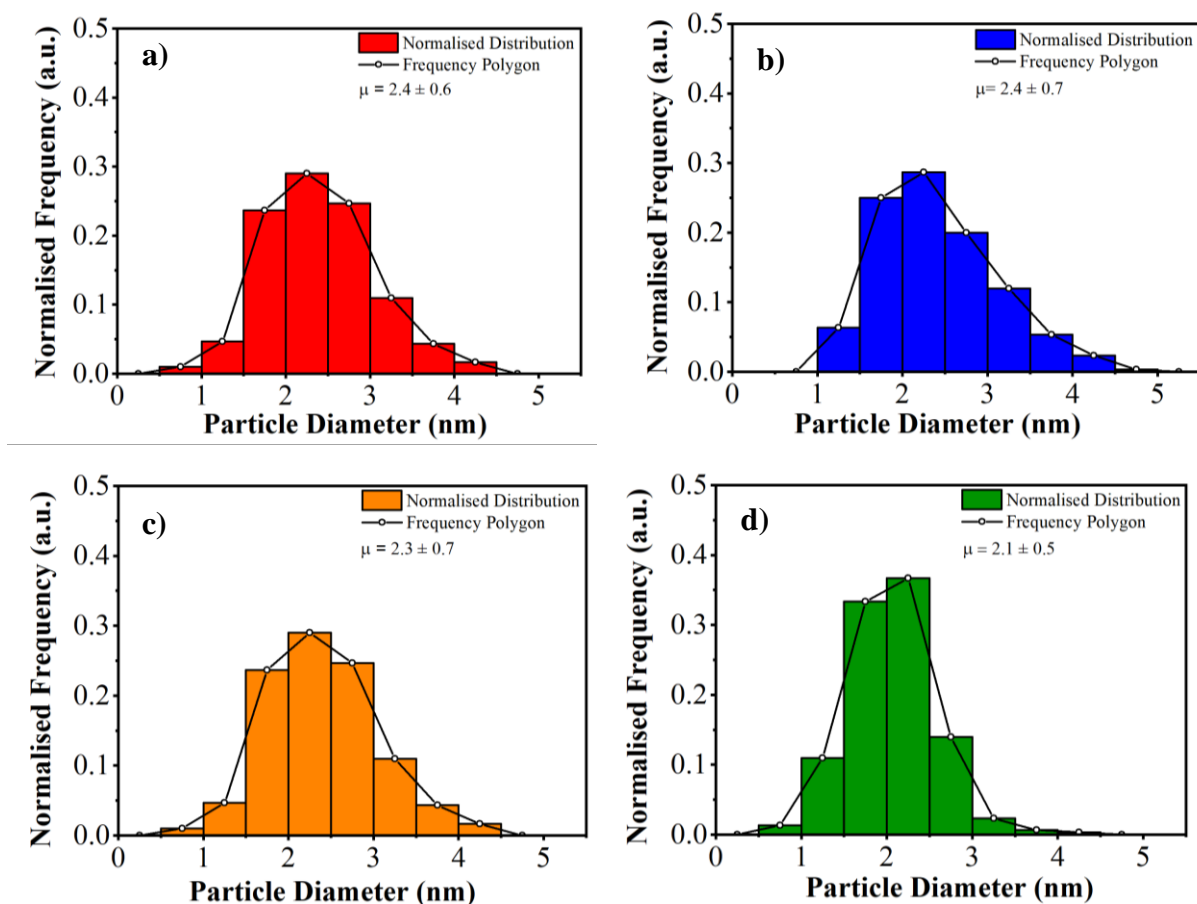 a)
Normalised Distribution
Frequency Polygon
μ = 2.4 ± 0.6
Normalised Frequency (a.u.)
0.5
0.4
0.3
0.2
0.1
0.0
0 1 2 3 4 5
Particle Diameter (nm)
b)
Normalised Distribution
Frequency Polygon
μ= 2.4 ± 0.7
Normalised Frequency (a.u.)
0.5
0.4
0.3
0.2
0.1
0.0
0 1 2 3 4 5
Particle Diameter (nm)
c)
Normalised Distribution
Frequency Polygon
μ = 2.3 ± 0.7
Normalised Frequency (a.u.)
0.5
0.4
0.3
0.2
0.1
0.0
0 1 2 3 4 5
Particle Diameter (nm)
d)
Normalised Distribution
Frequency Polygon
μ = 2.1 ± 0.5
Normalised Frequency (a.u.)
0.5
0.4
0.3
0.2
0.1
0.0
0 1 2 3 4 5
Particle Diameter (nm)